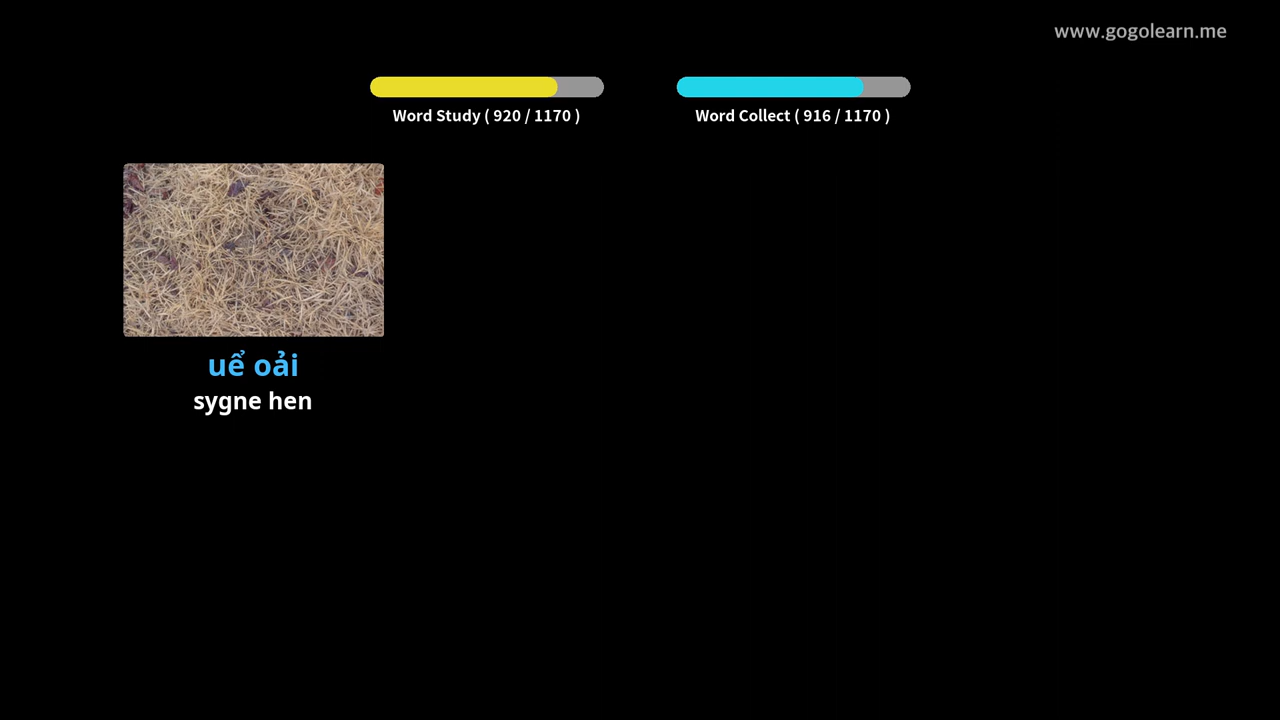 www.gogolearn.me
Word Study ( 920 / 1170 )
Word Collect ( 916 / 1170 )
uể oải
sygne hen